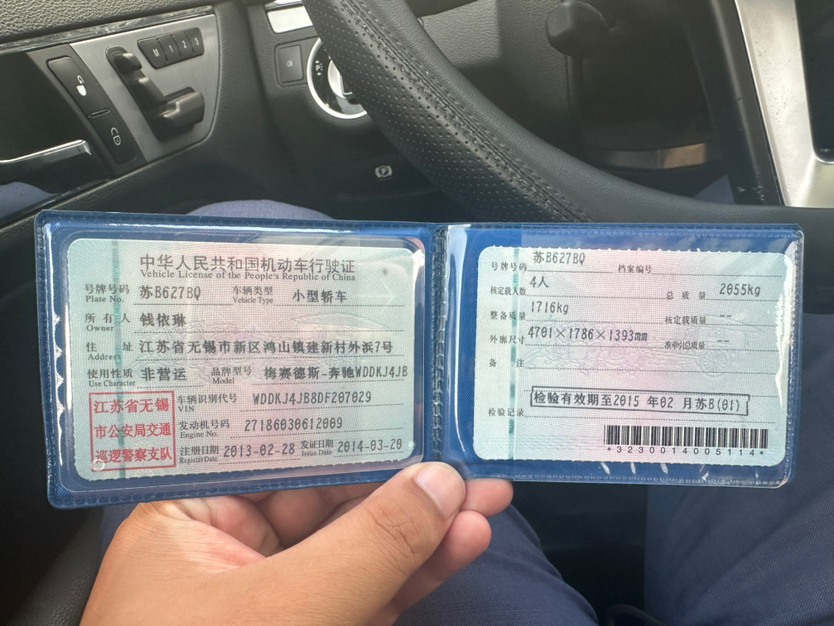 中华人民共和国机动车行驶证
Vehicle License of the People's Republic of China
号牌号码 苏B627BQ 车辆类型 小型轿车
Plate No. Vehicle Type
所有人 钱依琳
Owner
住址 江苏省无锡市新区鸿山镇建新村外浜7号
Address
使用性质 非营运 品牌型号 梅赛德斯-奔驰WDDKJ4JB
Use Character Model
江苏省无锡
市公安局交通
巡逻警察支队
车辆识别代号 WDDKJ4JB8DF207029
VIN
发动机号码 27186030612009
Engine No.
注册日期 2013-02-28 发证日期 2014-03-20
Register Date Issue Date
号牌号码 苏B627BQ 档案编号
核定载人数 4人 总质量 2055kg
整备质量 1716kg 核定载质量 --
外廓尺寸 4701×1786×1393mm 准牵引总质量 --
备注
检验记录 检验有效期至2015 年02 月苏B(01)
*3230014005114*
M 1 2 3